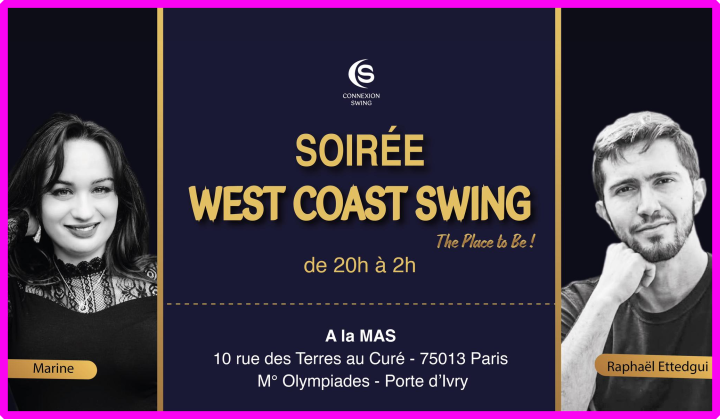 S
CONNEXION
SWING
SOIRÉE
WEST COAST SWING
The Place to Be !
de 20h à 2h
A la MAS
10 rue des Terres au Curé - 75013 Paris
M° Olympiades - Porte d'Ivry
Marine
Raphaël Ettedgui